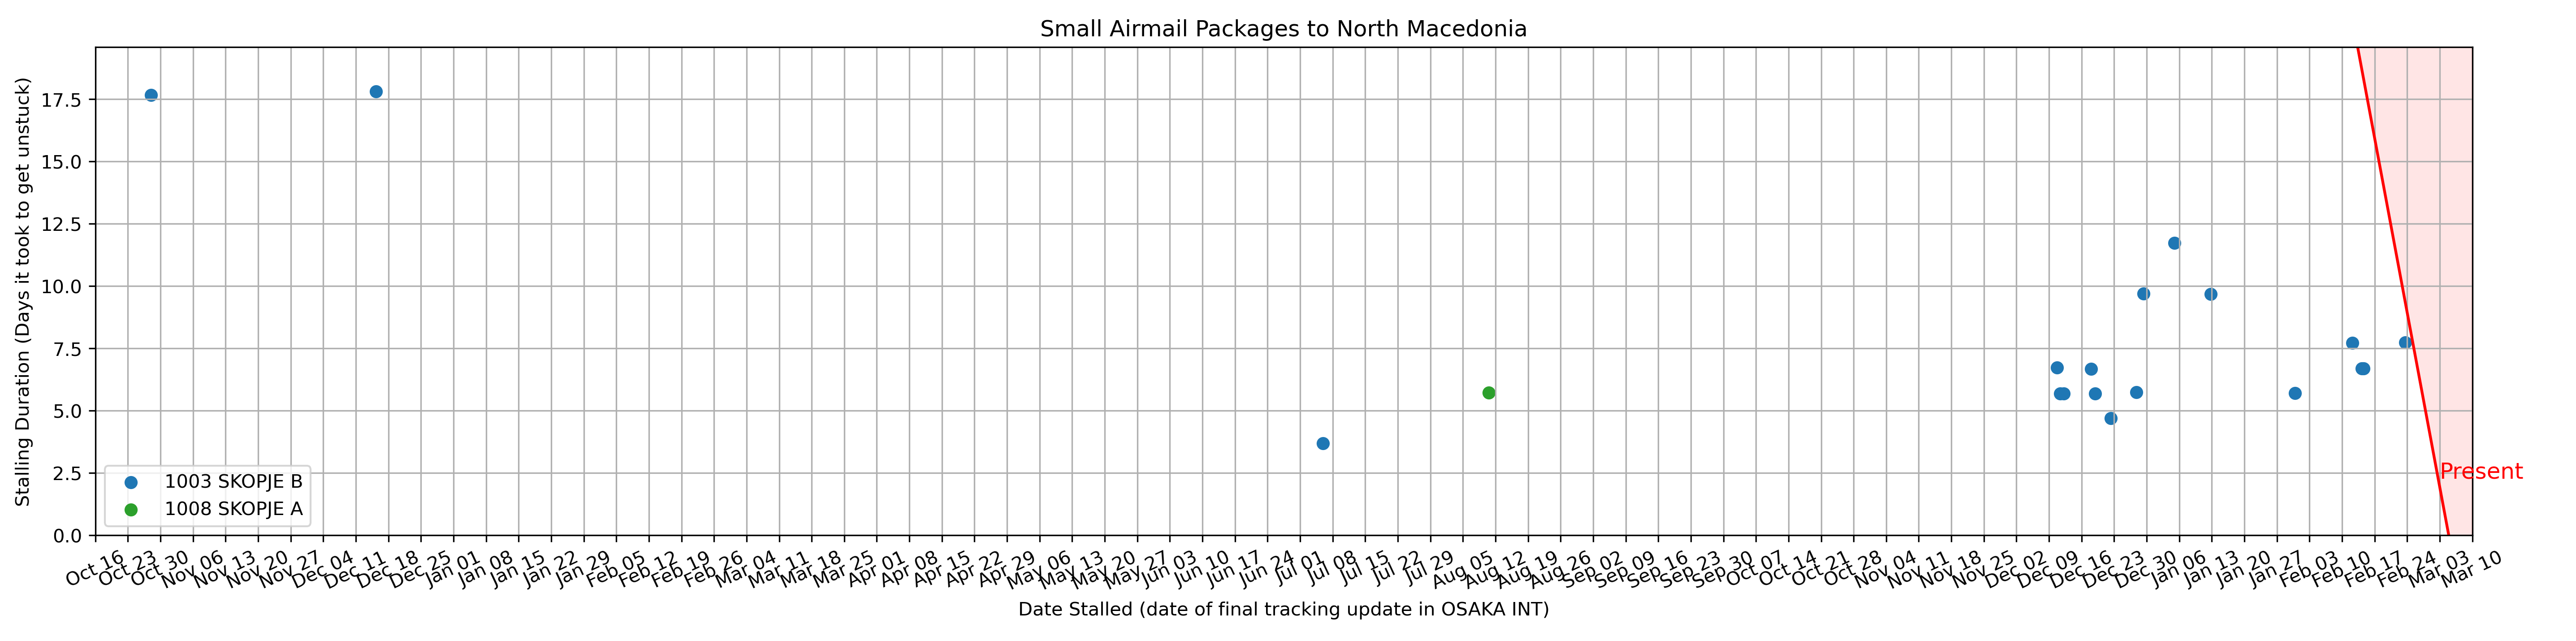 Small Airmail Packages to North Macedonia
Stalling Duration (Days it took to get unstuck)
17.5
15.0
12.5
10.0
7.5
5.0
2.5
0.0
1003 SKOPJE B
1008 SKOPJE A
Present
Oct 16
Oct 23
Oct 30
Nov 06
Nov 13
Nov 20
Nov 27
Dec 04
Dec 11
Dec 18
Dec 25
Jan 01
Jan 08
Jan 15
Jan 22
Jan 29
Feb 05
Feb 12
Feb 19
Feb 26
Mar 04
Mar 11
Mar 18
Mar 25
Apr 01
Apr 08
Apr 15
Apr 22
Apr 29
May 06
May 13
May 20
May 27
Jun 03
Jun 10
Jun 17
Jun 24
Jul 01
Jul 08
Jul 15
Jul 22
Jul 29
Aug 05
Aug 12
Aug 19
Aug 26
Sep 02
Sep 09
Sep 16
Sep 23
Sep 30
Oct 07
Oct 14
Oct 21
Oct 28
Nov 04
Nov 11
Nov 18
Nov 25
Dec 02
Dec 09
Dec 16
Dec 23
Dec 30
Jan 06
Jan 13
Jan 20
Jan 27
Feb 03
Feb 10
Feb 17
Feb 24
Mar 03
Mar 10
Date Stalled (date of final tracking update in OSAKA INT)